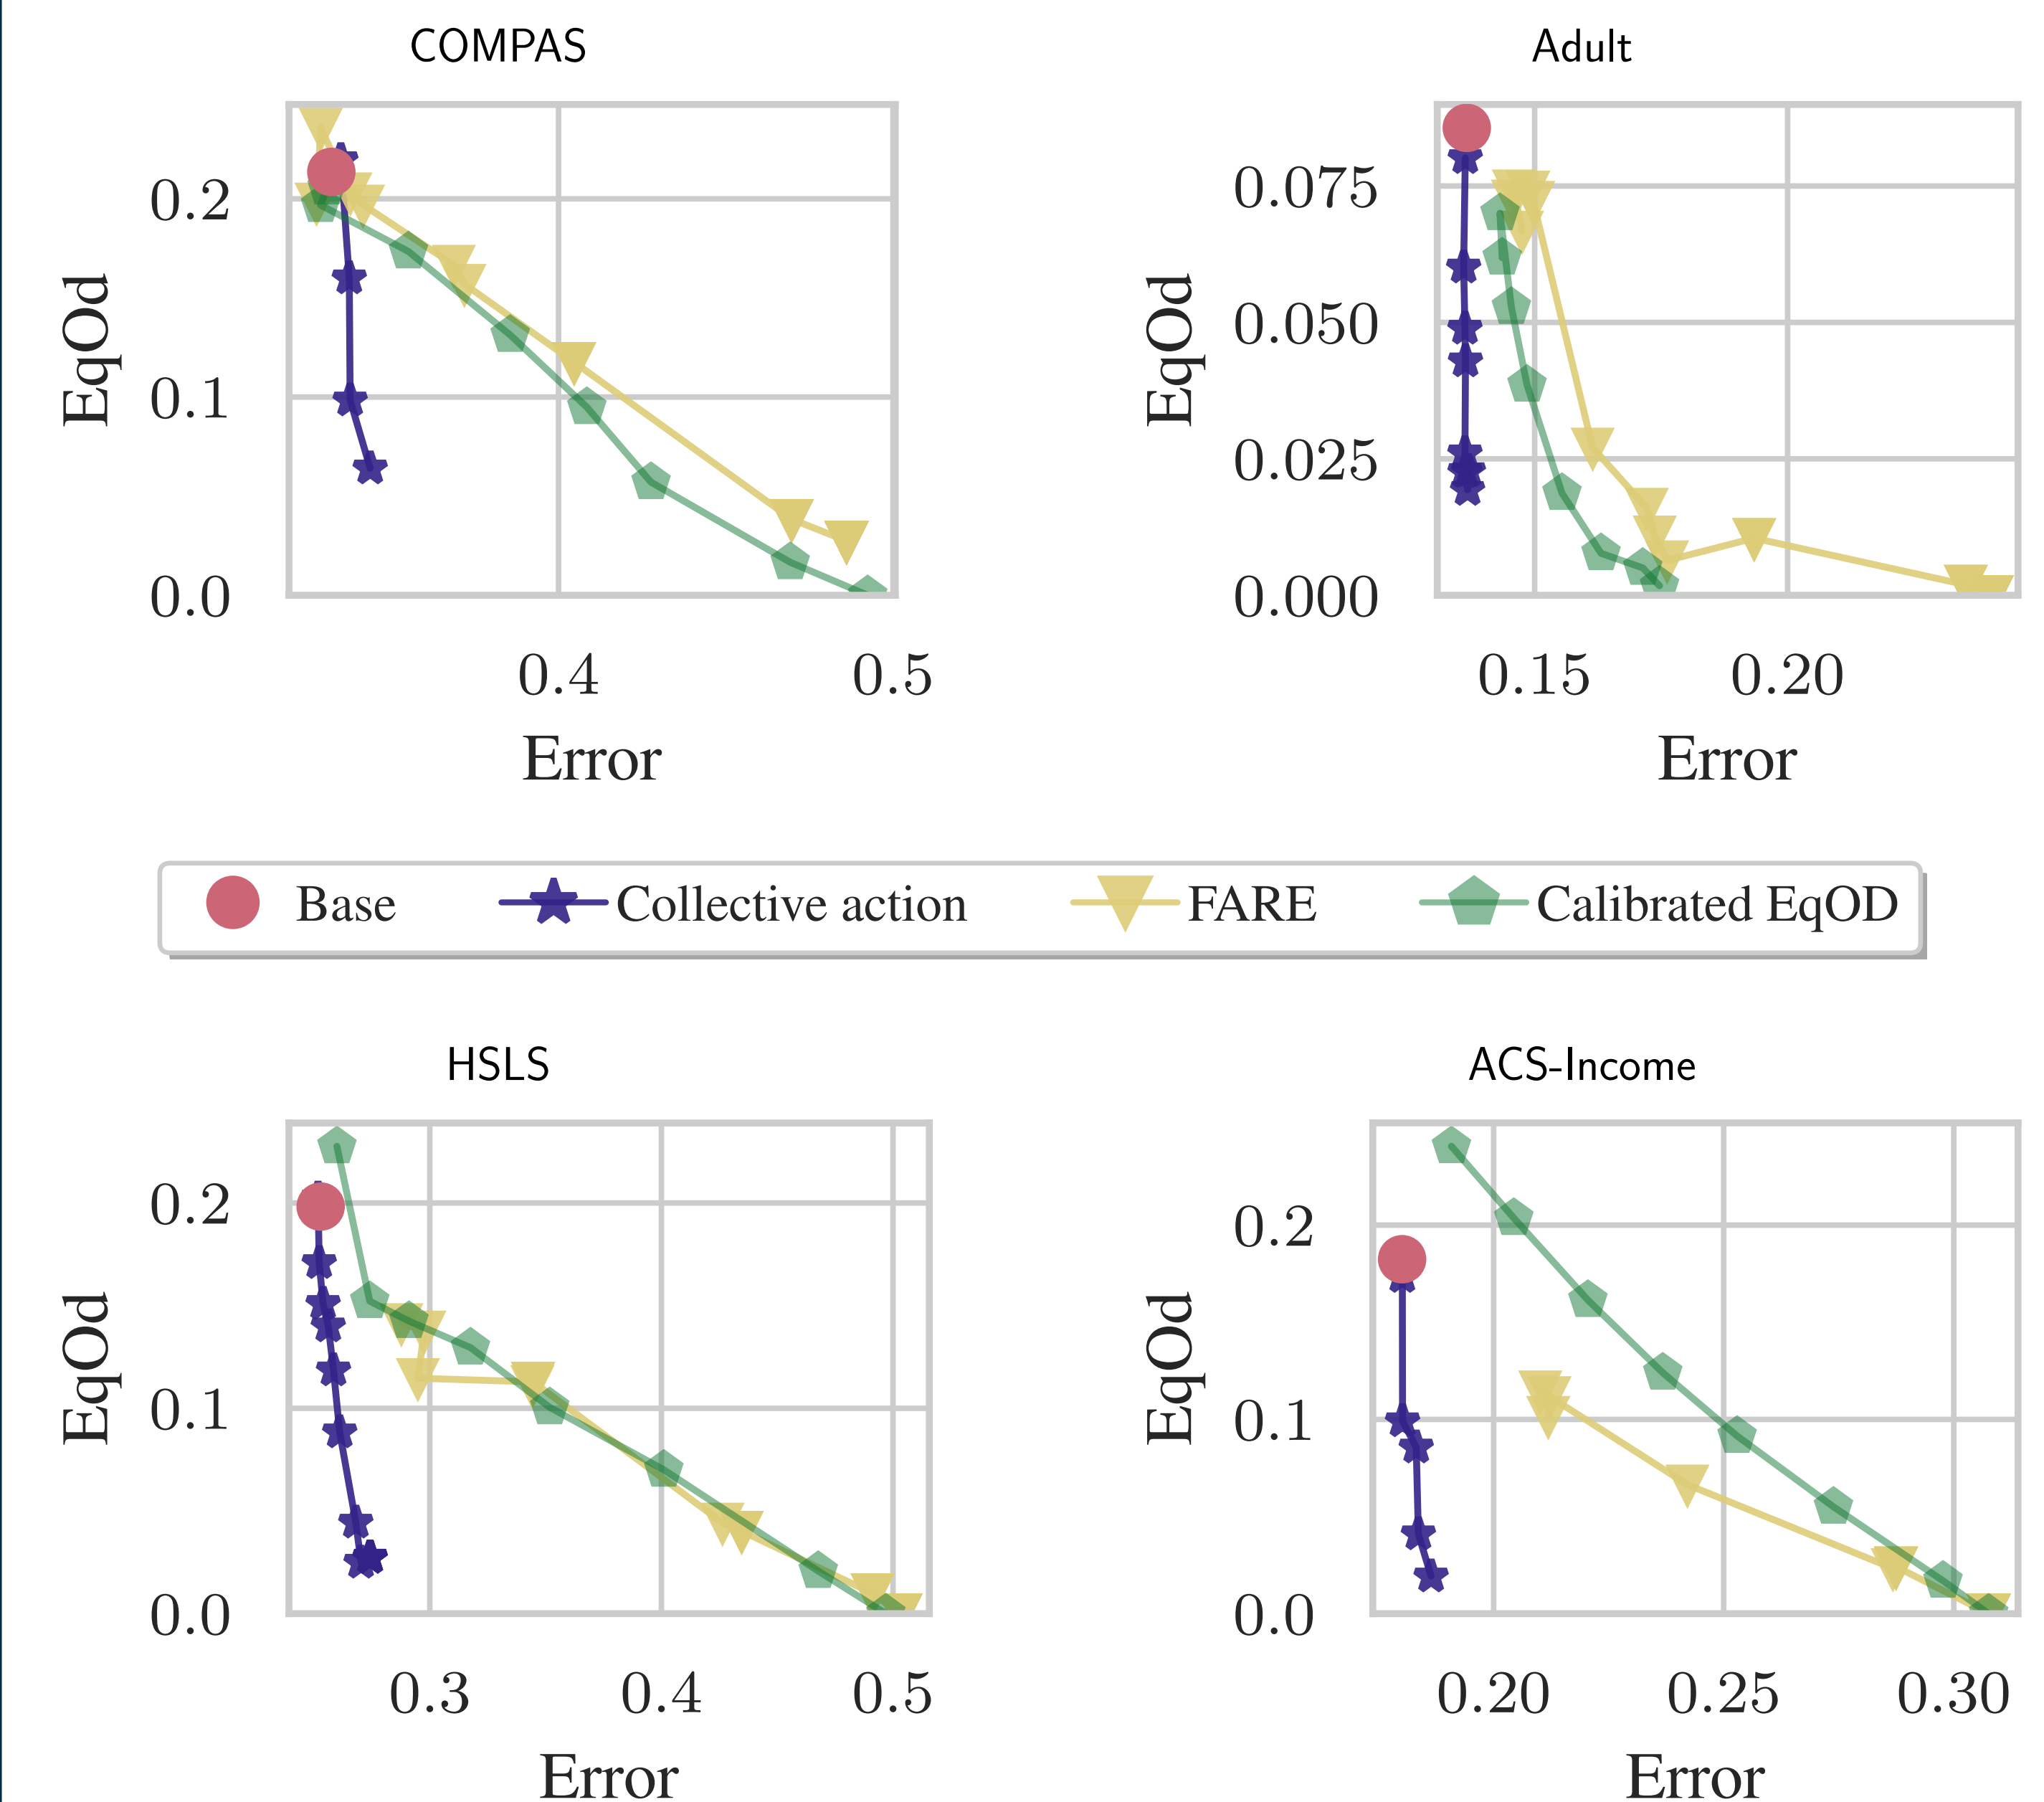 COMPAS
EqOd
0.2
0.1
0.0
0.4 0.5
Error
Adult
EqOd
0.075
0.050
0.025
0.000
0.15 0.20
Error
Base Collective action FARE Calibrated EqOD
HSLS
EqOd
0.2
0.1
0.0
0.3 0.4 0.5
Error
ACS-Income
EqOd
0.2
0.1
0.0
0.20 0.25 0.30
Error